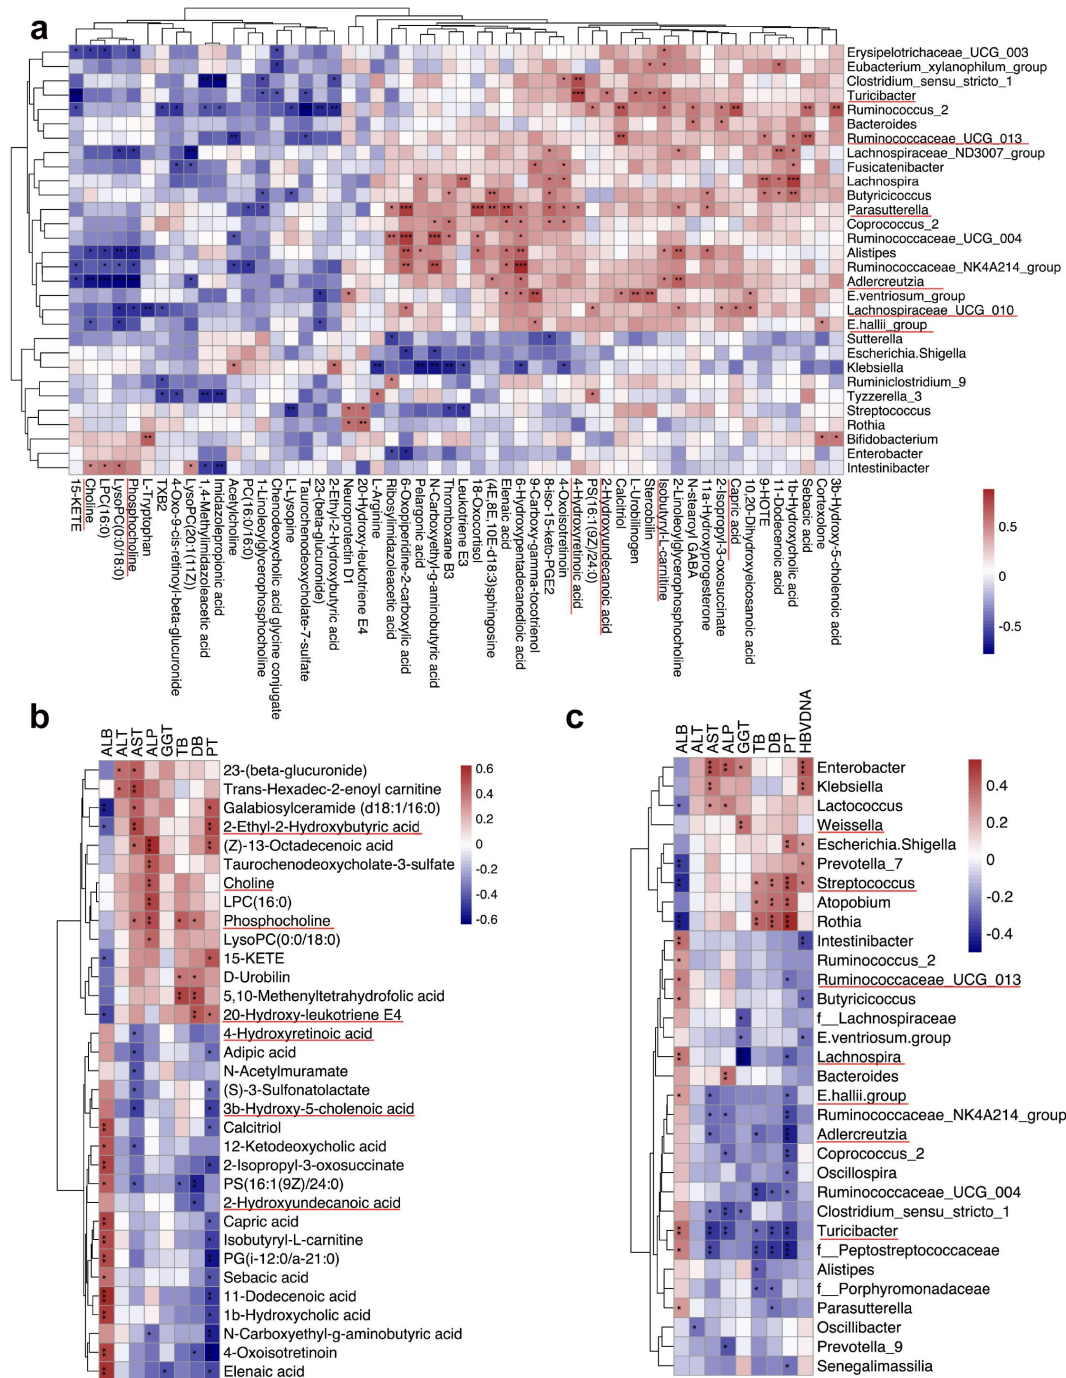 a
Erysipelotrichaceae_UCG_003
Eubacterium_xylanophilum_group
Clostridium_sensu_stricto_1
Turicibacter
Ruminococcus_2
Bacteroides
Ruminococcaceae_UCG_013
Lachnospiraceae_ND3007_group
Fusicatenibacter
Lachnospira
Butyricicoccus
Parasutterella
Coprococcus_2
Ruminococcaceae_UCG_004
Alistipes
Ruminococcaceae_NK4A214_group
Adlercreutzia
E.ventriosum_group
Lachnospiraceae_UCG_010
E.hallii_group
Sutterella
Escherichia.Shigella
Klebsiella
Ruminiclostridium_9
Tyzzerella_3
Streptococcus
Rothia
Bifidobacterium
Enterobacter
Intestinibacter
15-KETE
Choline
LPC(16:0)
LysoPC(0:0/18:0)
Phosphocholine
L-Tryptophan
TXB2
4-Oxo-9-cis-retinoyl-beta-glucuronide
LysoPC(20:1(11Z))
1,4-Methylimidazoleacetic acid
Imidazolepropionic acid
Acetylcholine
PC(16:0/16:0)
1-Linoleoylglycerophosphocholine
Chenodeoxycholic acid glycine conjugate
L-Lysopine
Taurochenodeoxycholate-7-sulfate
23-(beta-glucuronide)
2-Ethyl-2-Hydroxybutyric acid
Neuroprotectin D1
20-Hydroxy-leukotriene E4
L-Arginine
Ribosylimidazoleacetic acid
6-Oxopiperidine-2-carboxylic acid
Pelargonic acid
N-Carboxyethyl-g-aminobutyric acid
Thromboxane B3
Leukotriene E3
18-Oxocortisol
(4E,8E,10E-d18:3)sphingosine
Elenaic acid
6-Hydroxypentadecanedioic acid
9-Carboxy-gamma-tocotrienol
8-iso-15-keto-PGE2
4-Oxoisotretinoin
4-Hydroxyretinoic acid
PS(16:1(9Z)/24:0)
2-Hydroxyundecanoic acid
Calcitriol
L-Urobilinogen
Stercobilin
Isobutyryl-L-carnitine
2-Linoleoylglycerophosphocholine
N-stearoyl GABA
11a-Hydroxyprogesterone
2-Isopropyl-3-oxosuccinate
Capric acid
10,20-Dihydroxyeicosanoic acid
9-HOTE
11-Dodecenoic acid
1b-Hydroxycholic acid
Sebacic acid
Cortexolone
3b-Hydroxy-5-cholenoic acid
0.5
0
-0.5
b
ALB
ALT
AST
ALP
GGT
TB
DB
PT
23-(beta-glucuronide)
Trans-Hexadec-2-enoyl carnitine
Galabiosylceramide (d18:1/16:0)
2-Ethyl-2-Hydroxybutyric acid
(Z)-13-Octadecenoic acid
Taurochenodeoxycholate-3-sulfate
Choline
LPC(16:0)
Phosphocholine
LysoPC(0:0/18:0)
15-KETE
D-Urobilin
5,10-Methenyltetrahydrofolic acid
20-Hydroxy-leukotriene E4
4-Hydroxyretinoic acid
Adipic acid
N-Acetylmuramate
(S)-3-Sulfonatolactate
3b-Hydroxy-5-cholenoic acid
Calcitriol
12-Ketodeoxycholic acid
2-Isopropyl-3-oxosuccinate
PS(16:1(9Z)/24:0)
2-Hydroxyundecanoic acid
Capric acid
Isobutyryl-L-carnitine
PG(i-12:0/a-21:0)
Sebacic acid
11-Dodecenoic acid
1b-Hydroxycholic acid
N-Carboxyethyl-g-aminobutyric acid
4-Oxoisotretinoin
Elenaic acid
0.6
0.4
0.2
0
-0.2
-0.4
-0.6
c
ALB
ALT
AST
ALP
GGT
TB
DB
PT
HBVDNA
Enterobacter
Klebsiella
Lactococcus
Weissella
Escherichia.Shigella
Prevotella_7
Streptococcus
Atopobium
Rothia
Intestinibacter
Ruminococcus_2
Ruminococcaceae_UCG_013
Butyricicoccus
f__Lachnospiraceae
E.ventriosum.group
Lachnospira
Bacteroides
E.hallii.group
Ruminococcaceae_NK4A214_group
Adlercreutzia
Coprococcus_2
Oscillospira
Ruminococcaceae_UCG_004
Clostridium_sensu_stricto_1
Turicibacter
f__Peptostreptococcaceae
Alistipes
f__Porphyromonadaceae
Parasutterella
Oscillibacter
Prevotella_9
Senegalimassilia
0.4
0.2
0
-0.2
-0.4